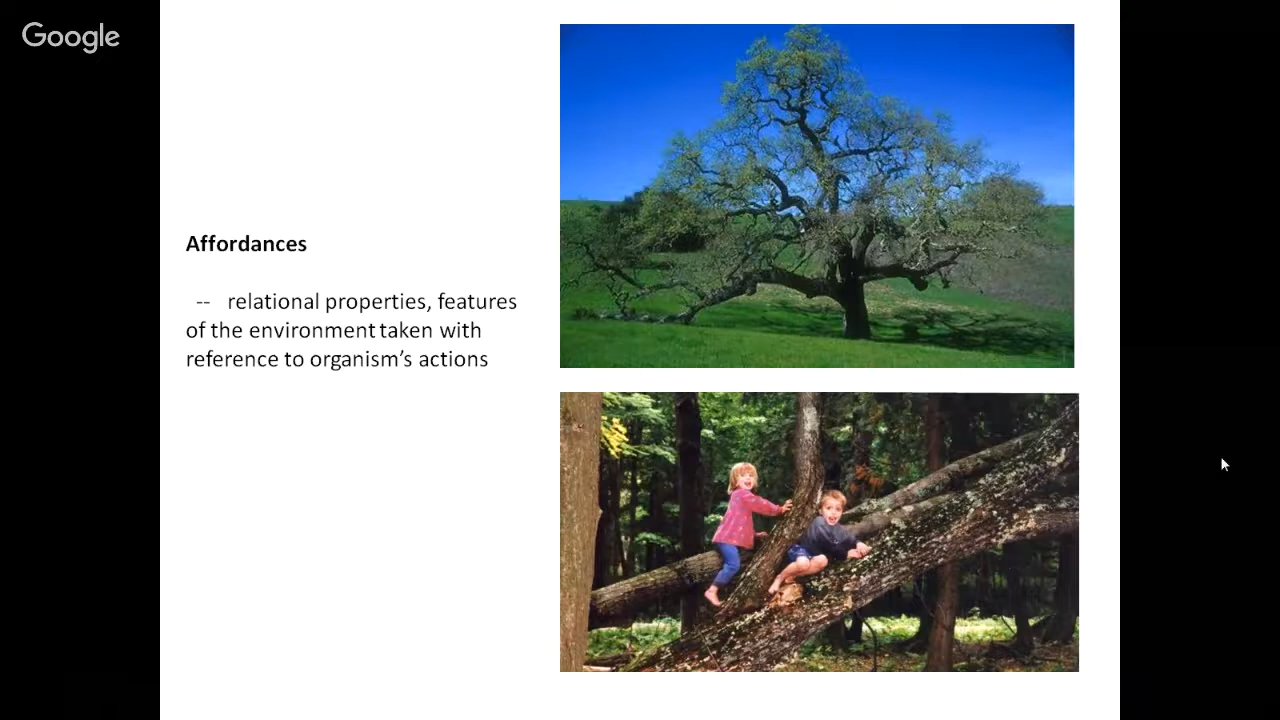 Google
Affordances
-- relational properties, features
of the environment taken with
reference to organism’s actions